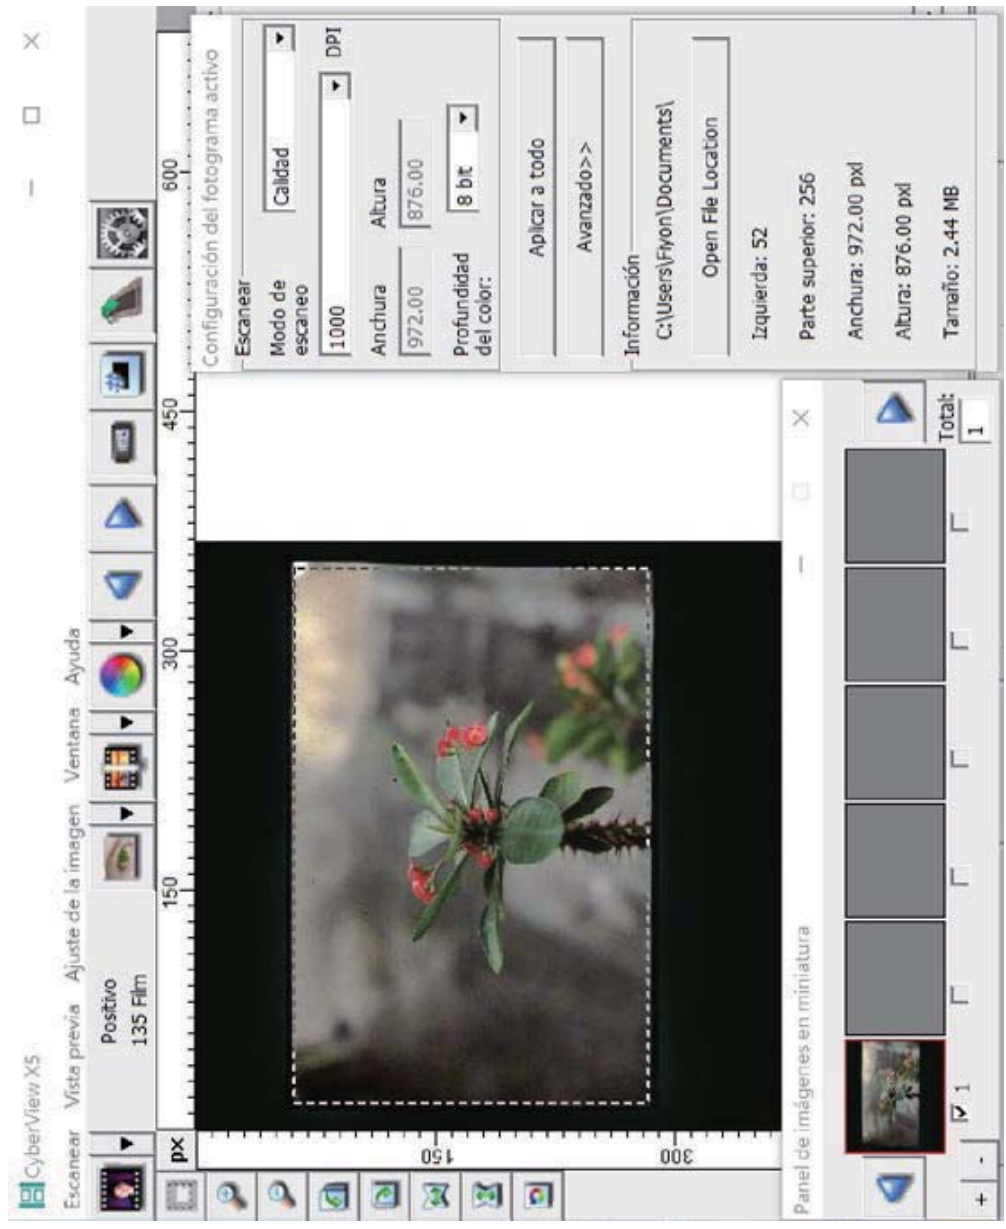 CyberView X5
Escanear Vista previa Ajuste de la imagen Ventana Ayuda
Positivo
135 Film
px
150
300
450
600
150
300
Configuración del fotograma activo
Escanear
Modo de
escaneo
Calidad
1000
DPI
Anchura
Altura
972.00
876.00
Profundidad
del color:
8 bit
Aplicar a todo
Avanzado>>
Información
C:\Users\Fiyon\Documents\
Open File Location
Izquierda: 52
Parte superior: 256
Anchura: 972.00 pxl
Altura: 876.00 pxl
Tamaño: 2.44 MB
Panel de imágenes en miniatura
1
Total:
1
+ -